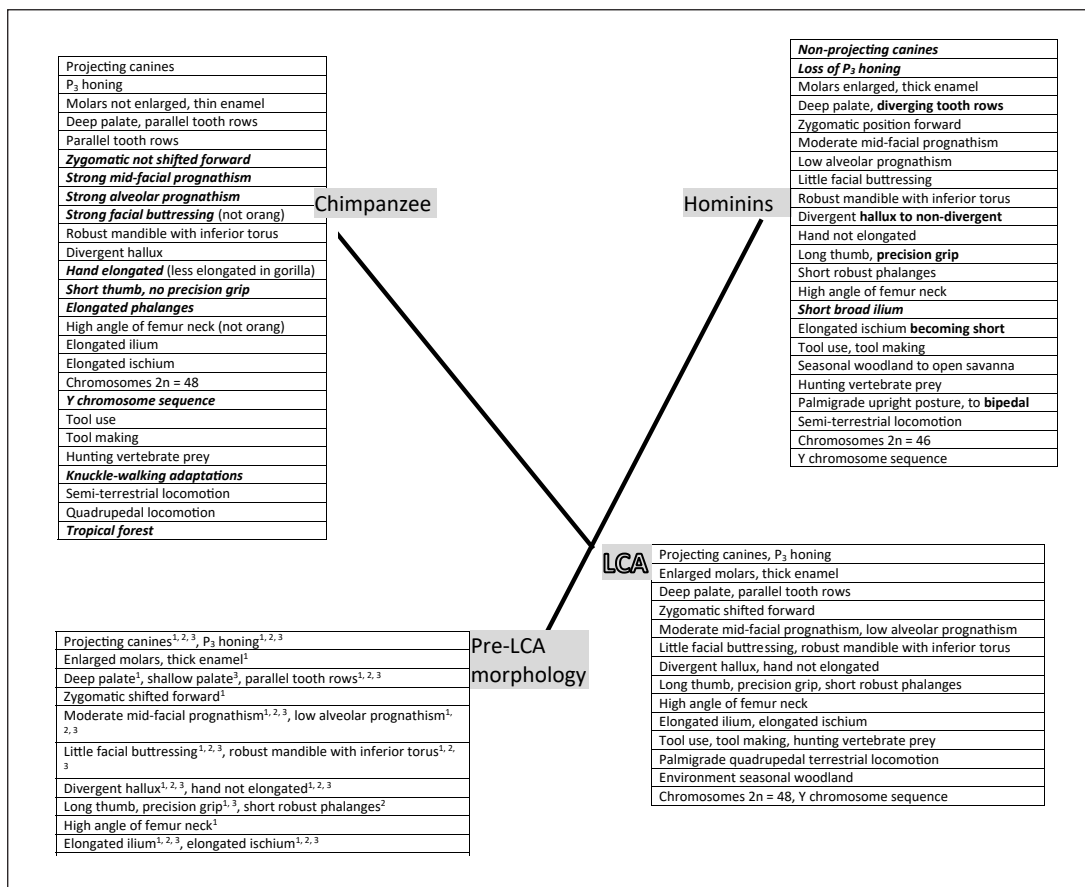 Projecting canines
P₃ honing
Molars not enlarged, thin enamel
Deep palate, parallel tooth rows
Parallel tooth rows
Zygomatic not shifted forward
Strong mid-facial prognathism
Strong alveolar prognathism
Strong facial buttressing (not orang)
Robust mandible with inferior torus
Divergent hallux
Hand elongated (less elongated in gorilla)
Short thumb, no precision grip
Elongated phalanges
High angle of femur neck (not orang)
Elongated ilium
Elongated ischium
Chromosomes 2n = 48
Y chromosome sequence
Tool use
Tool making
Hunting vertebrate prey
Knuckle-walking adaptations
Semi-terrestrial locomotion
Quadrupedal locomotion
Tropical forest
Chimpanzee
Hominins
Non-projecting canines
Loss of P₃ honing
Molars enlarged, thick enamel
Deep palate, diverging tooth rows
Zygomatic position forward
Moderate mid-facial prognathism
Low alveolar prognathism
Little facial buttressing
Robust mandible with inferior torus
Divergent hallux to non-divergent
Hand not elongated
Long thumb, precision grip
Short robust phalanges
High angle of femur neck
Short broad ilium
Elongated ischium becoming short
Tool use, tool making
Seasonal woodland to open savanna
Hunting vertebrate prey
Palmigrade upright posture, to bipedal
Semi-terrestrial locomotion
Chromosomes 2n = 46
Y chromosome sequence
LCA
Projecting canines, P₃ honing
Enlarged molars, thick enamel
Deep palate, parallel tooth rows
Zygomatic shifted forward
Moderate mid-facial prognathism, low alveolar prognathism
Little facial buttressing, robust mandible with inferior torus
Divergent hallux, hand not elongated
Long thumb, precision grip, short robust phalanges
High angle of femur neck
Elongated ilium, elongated ischium
Tool use, tool making, hunting vertebrate prey
Palmigrade quadrupedal terrestrial locomotion
Environment seasonal woodland
Chromosomes 2n = 48, Y chromosome sequence
Pre-LCA
morphology
Projecting canines¹, ², ³, P₃ honing¹, ², ³
Enlarged molars, thick enamel¹
Deep palate¹, shallow palate³, parallel tooth rows¹, ², ³
Zygomatic shifted forward¹
Moderate mid-facial prognathism¹, ², ³, low alveolar prognathism¹,
², ³
Little facial buttressing¹, ², ³, robust mandible with inferior torus¹, ²,
³
Divergent hallux¹, ², ³, hand not elongated¹, ², ³
Long thumb, precision grip¹, ³, short robust phalanges²
High angle of femur neck¹
Elongated ilium¹, ², ³, elongated ischium¹, ², ³